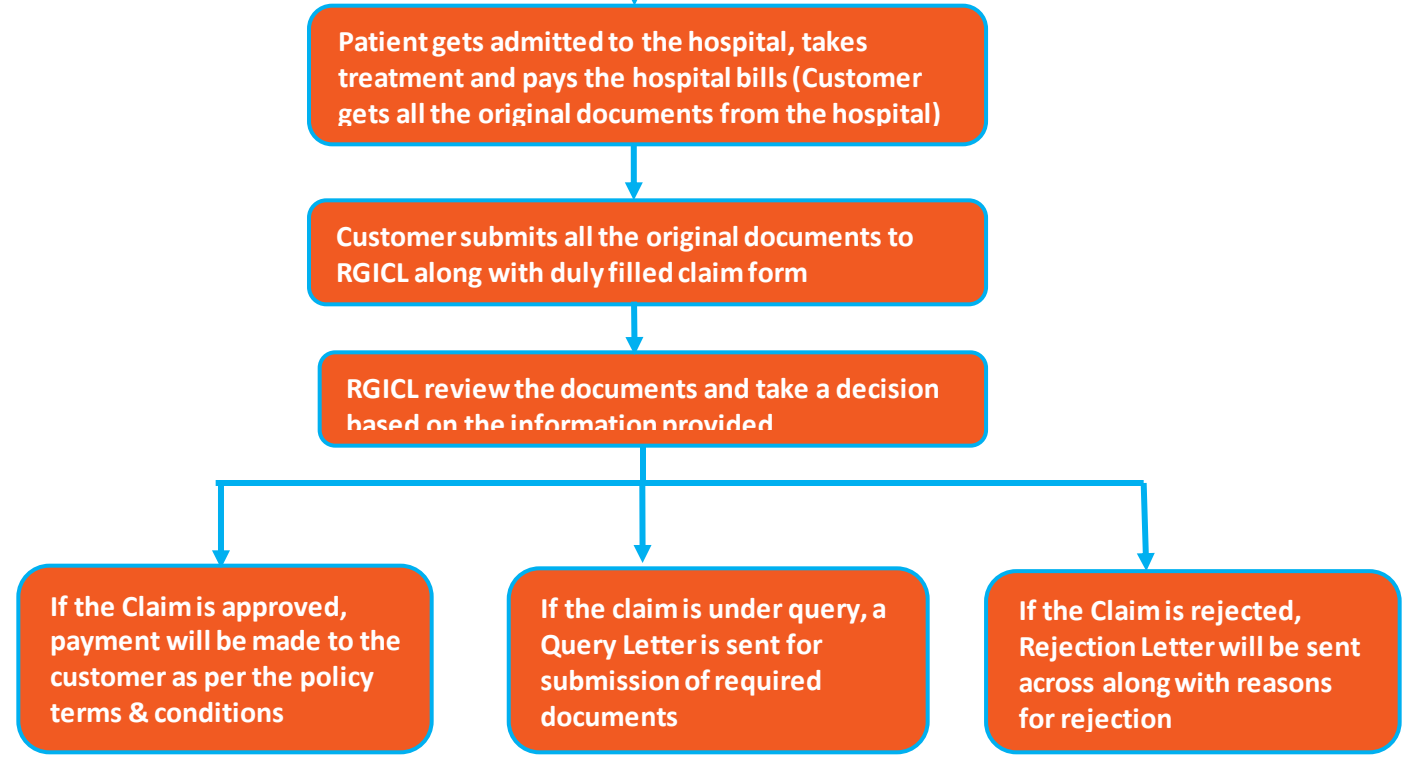 Patient gets admitted to the hospital, takes
treatment and pays the hospital bills (Customer
gets all the original documents from the hospital)
Customer submits all the original documents to
RGICL along with duly filled claim form
RGICL review the documents and take a decision
based on the information provided
If the Claim is approved,
payment will be made to the
customer as per the policy
terms & conditions
If the claim is under query, a
Query Letter is sent for
submission of required
documents
If the Claim is rejected,
Rejection Letter will be sent
across along with reasons
for rejection